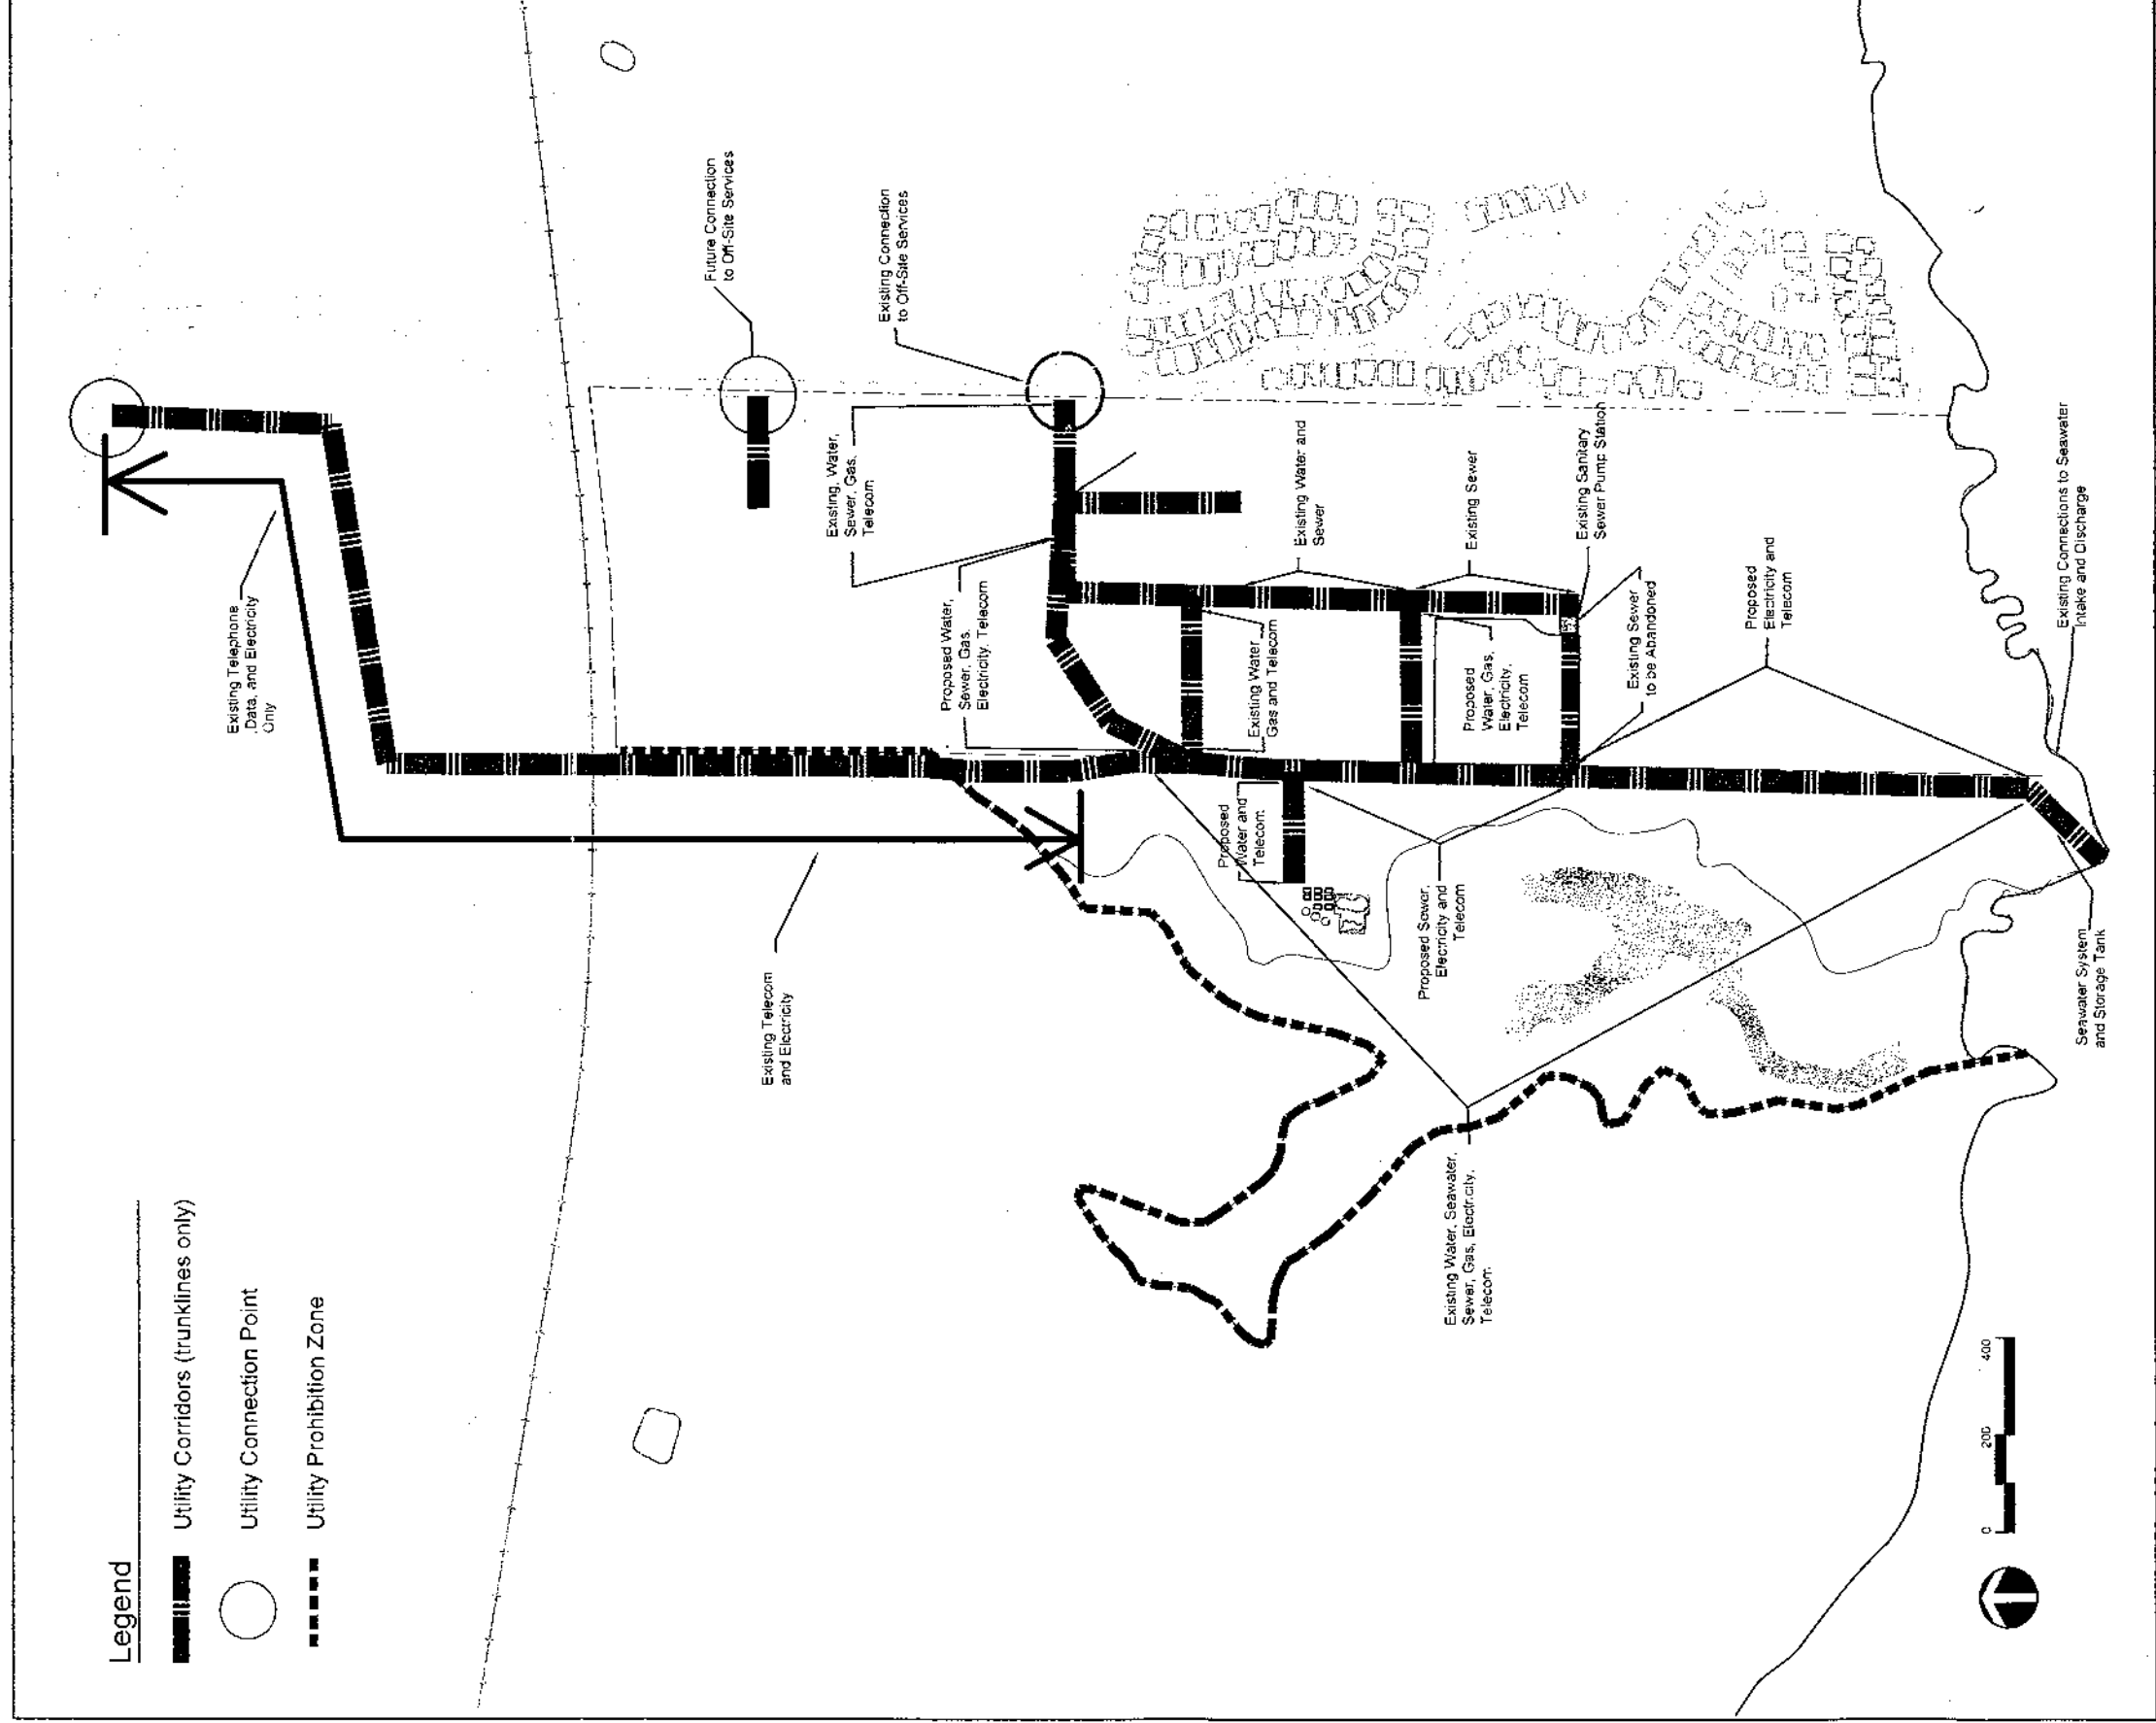 Legend
Utility Corridors (trunklines only)
Utility Connection Point
Utility Prohibition Zone
Existing Telephone
,Data, and Electricity
Only
Future Connection
to Off-Site Services
Existing Connection
to Off-Site Services
Existing, Water,
Sewer, Gas,
Telecom
Existing Telecom
and Electricity
Proposed Water,
Sewer, Gas,
Electricity, Telecom
Existing Water
Gas and Telecom
Existing Water and
Sewer
Existing Sewer
Existing Sanitary
Sewer Pump Station
Proposed
Water and
Telecom
Proposed
Water, Gas,
Electricity,
Telecom
Existing Sewer
to be Abandoned
Proposed
Electricity and
Telecom
Proposed Sewer,
Electricity and
Telecom
Existing Water, Seawater,
Sewer, Gas, Electricity,
Telecom
Existing Connections to Seawater
Intake and Discharge
Seawater System
and Storage Tank
0 200 400